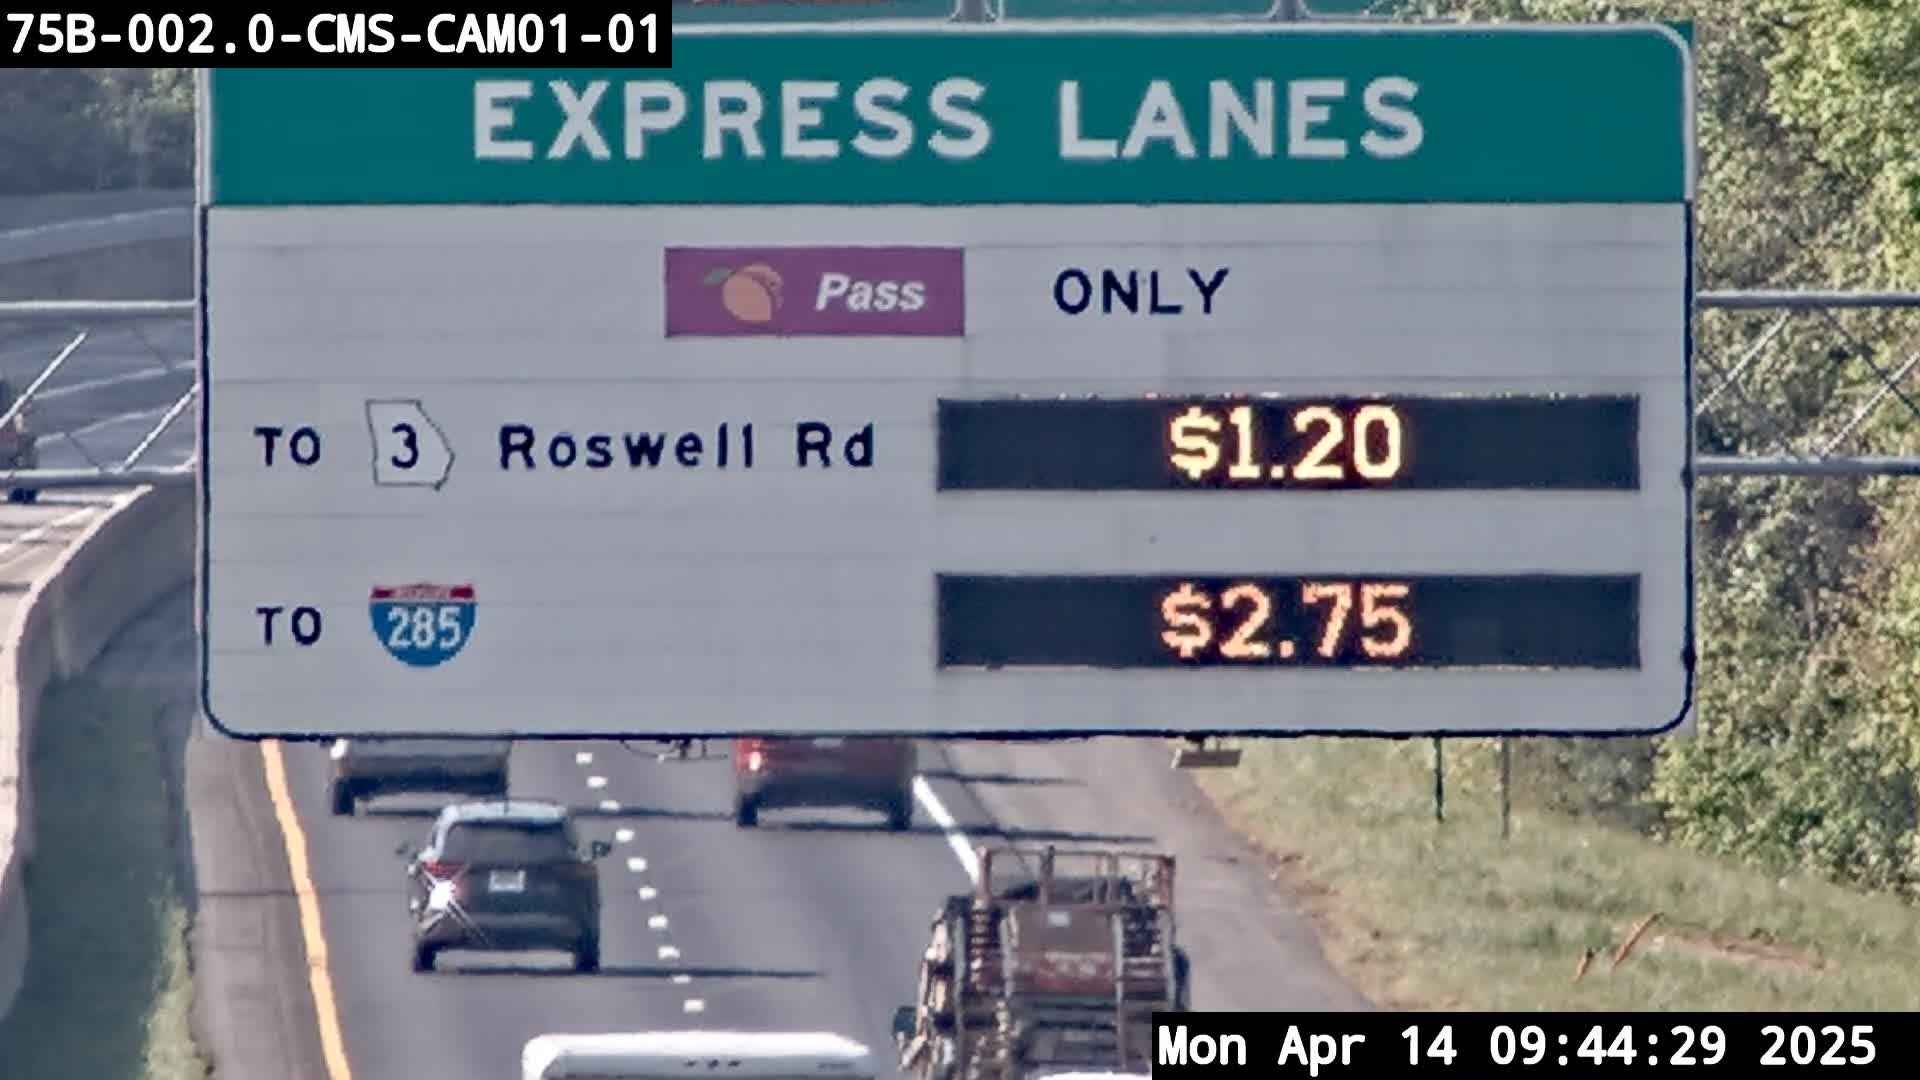 75B-002.0-CMS-CAM01-01
EXPRESS LANES
Pass ONLY
TO 3 Roswell Rd $1.20
TO 285 $2.75
Mon Apr 14 09:44:29 2025